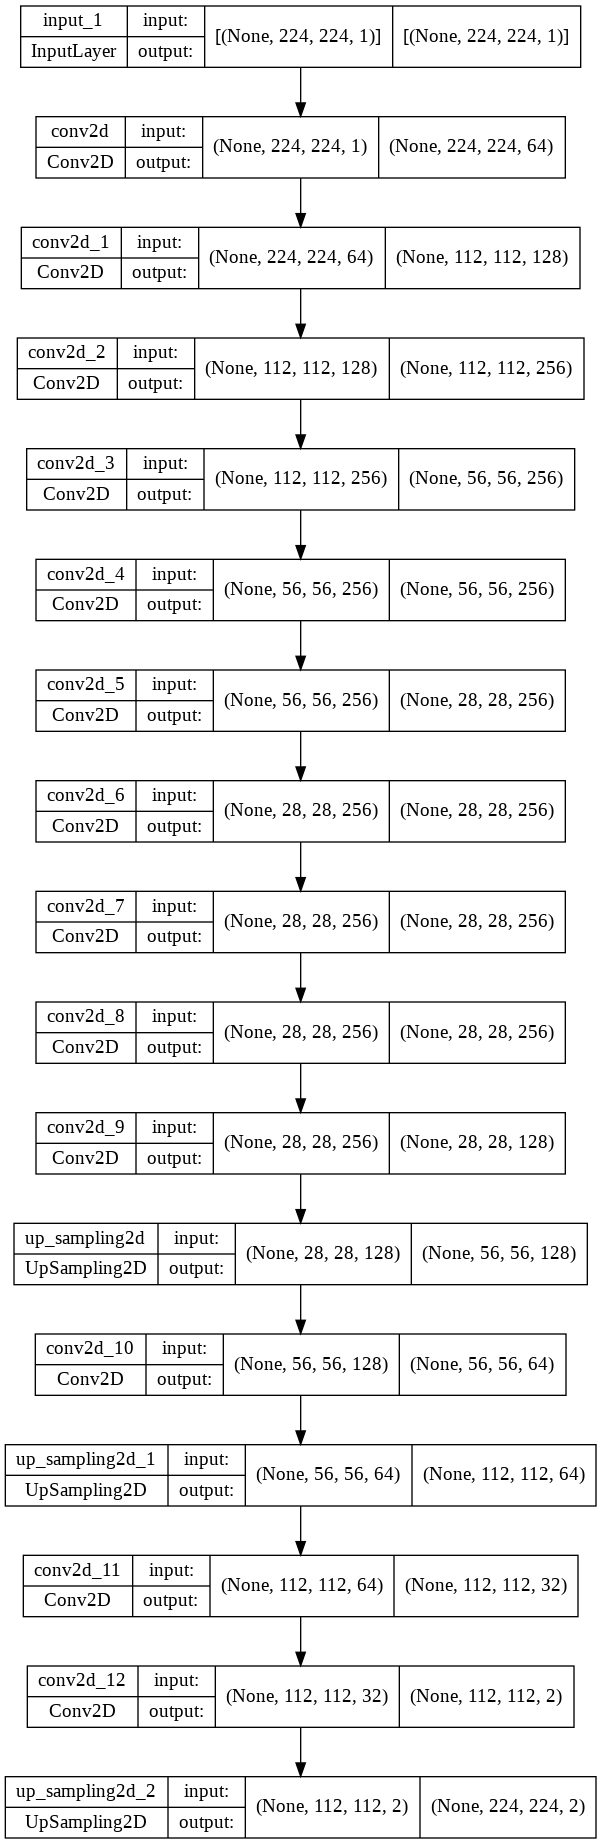 input_1 input: [(None, 224, 224, 1)] [(None, 224, 224, 1)]
InputLayer output:
conv2d input: (None, 224, 224, 1) (None, 224, 224, 64)
Conv2D output:
conv2d_1 input: (None, 224, 224, 64) (None, 112, 112, 128)
Conv2D output:
conv2d_2 input: (None, 112, 112, 128) (None, 112, 112, 256)
Conv2D output:
conv2d_3 input: (None, 112, 112, 256) (None, 56, 56, 256)
Conv2D output:
conv2d_4 input: (None, 56, 56, 256) (None, 56, 56, 256)
Conv2D output:
conv2d_5 input: (None, 56, 56, 256) (None, 28, 28, 256)
Conv2D output:
conv2d_6 input: (None, 28, 28, 256) (None, 28, 28, 256)
Conv2D output:
conv2d_7 input: (None, 28, 28, 256) (None, 28, 28, 256)
Conv2D output:
conv2d_8 input: (None, 28, 28, 256) (None, 28, 28, 256)
Conv2D output:
conv2d_9 input: (None, 28, 28, 256) (None, 28, 28, 128)
Conv2D output:
up_sampling2d input: (None, 28, 28, 128) (None, 56, 56, 128)
UpSampling2D output:
conv2d_10 input: (None, 56, 56, 128) (None, 56, 56, 64)
Conv2D output:
up_sampling2d_1 input: (None, 56, 56, 64) (None, 112, 112, 64)
UpSampling2D output:
conv2d_11 input: (None, 112, 112, 64) (None, 112, 112, 32)
Conv2D output:
conv2d_12 input: (None, 112, 112, 32) (None, 112, 112, 2)
Conv2D output:
up_sampling2d_2 input: (None, 112, 112, 2) (None, 224, 224, 2)
UpSampling2D output: